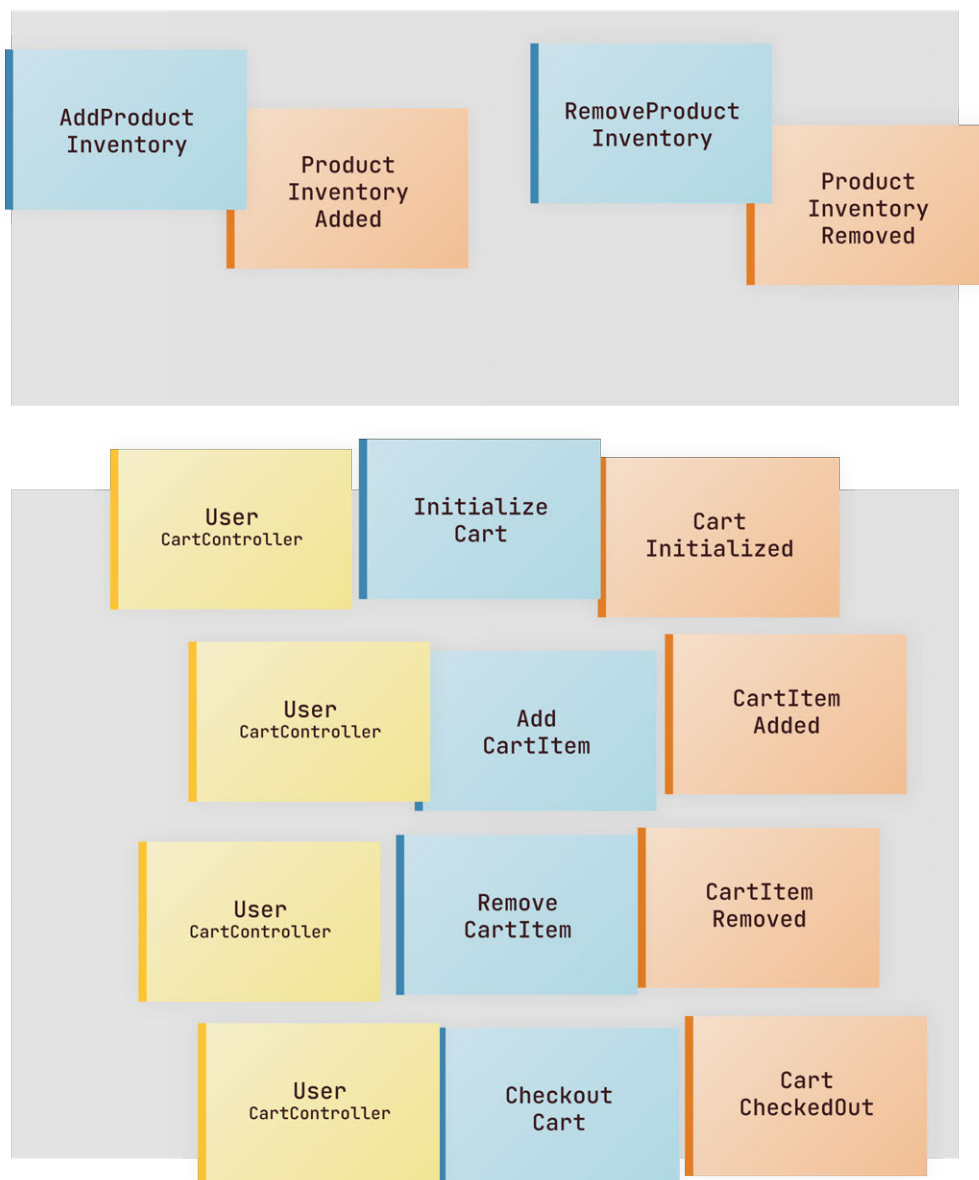 AddProduct
Inventory
Product
Inventory
Added
RemoveProduct
Inventory
Product
Inventory
Removed
User
CartController
Initialize
Cart
Cart
Initialized
User
CartController
Add
CartItem
CartItem
Added
User
CartController
Remove
CartItem
CartItem
Removed
User
CartController
Checkout
Cart
Cart
CheckedOut